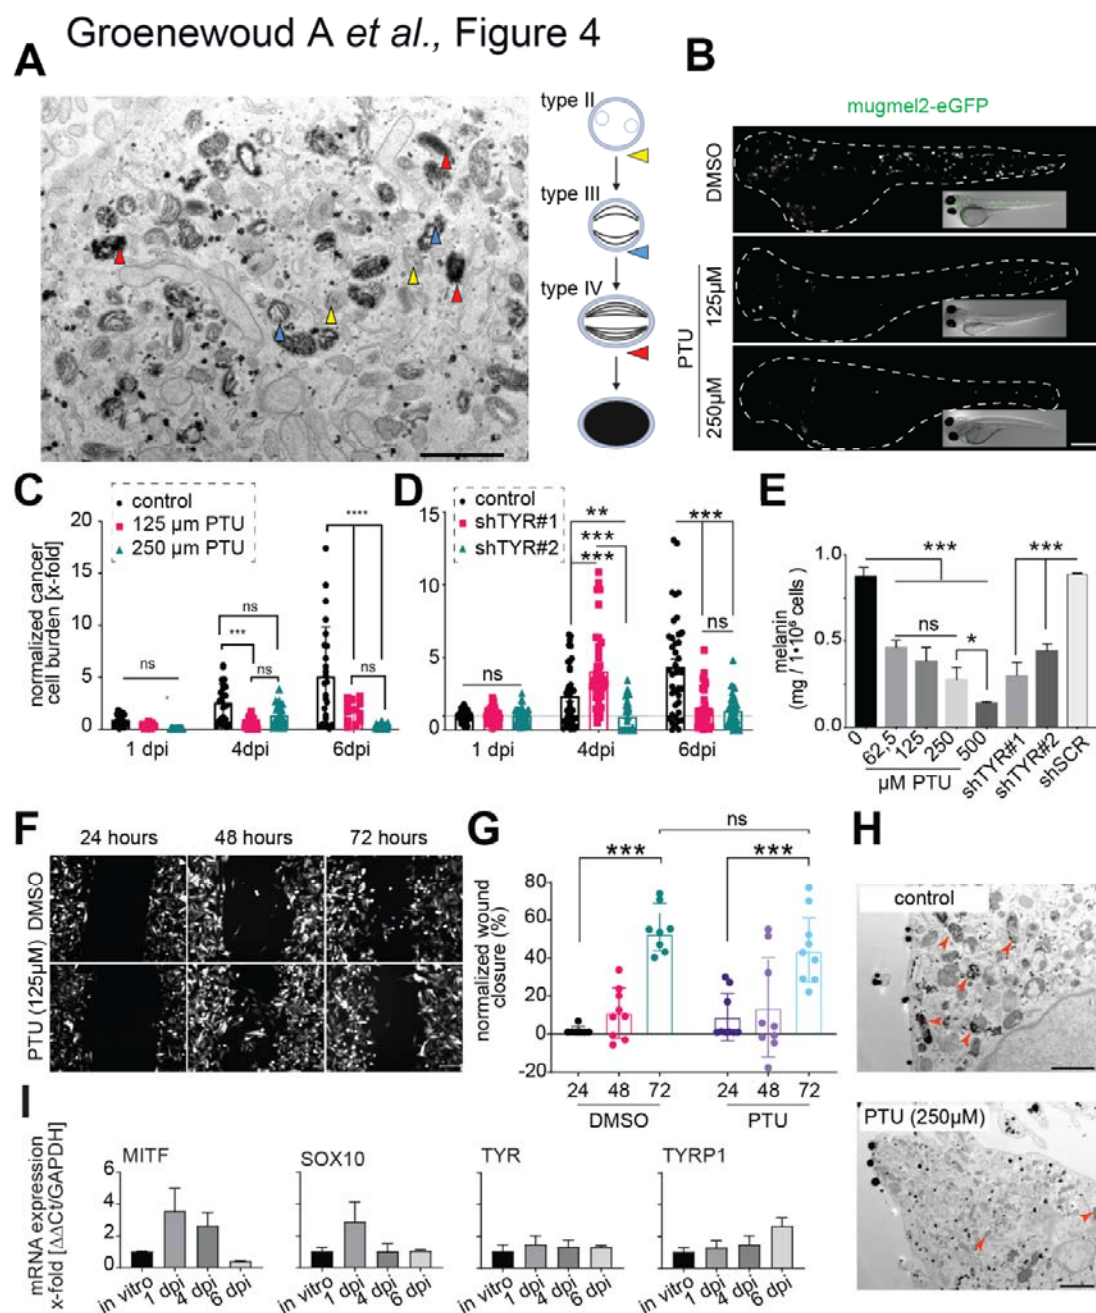 Groenewoud A et al., Figure 4
A
type II
type III
type IV
B
mugmel2-eGFP
DMSO
125µM
250µM
PTU
C
control
125 µm PTU
250 µm PTU
normalized cancer
cell burden [x-fold]
20
15
10
5
0
ns
***
ns
ns
****
ns
1 dpi
4dpi
6dpi
D
control
shTYR#1
shTYR#2
15
10
5
0
ns
**
***
***
***
ns
1 dpi
4dpi
6dpi
E
melanin
(mg / 1•10⁶ cells )
1.0
0.5
0.0
***
***
ns
*
0
62,5
125
250
500
shTYR#1
shTYR#2
shSCR
µM PTU
F
24 hours
48 hours
72 hours
DMSO
PTU (125µM)
G
normalized wound
closure (%)
80
60
40
20
0
-20
ns
***
***
24
48
72
24
48
72
DMSO
PTU
H
control
PTU (250µM)
I
mRNA expression
x-fold [ΔΔCt/GAPDH]
MITF
SOX10
TYR
TYRP1
6
4
2
0
in vitro
1 dpi
4 dpi
6 dpi
in vitro
1 dpi
4 dpi
6 dpi
in vitro
1 dpi
4 dpi
6 dpi
in vitro
1 dpi
4 dpi
6 dpi